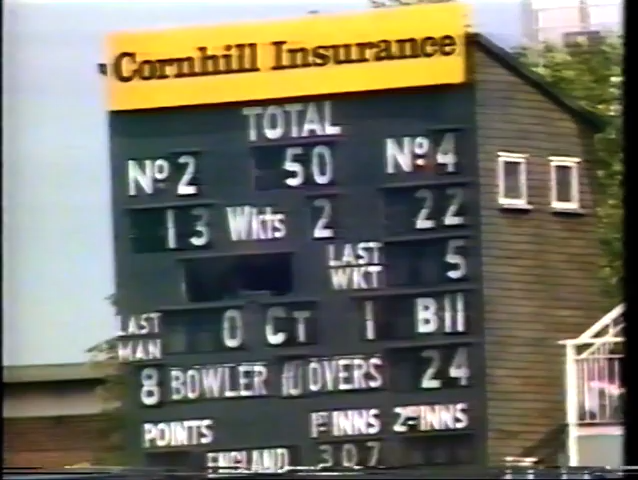 Cornhill Insurance
TOTAL
No 2 50 No 4
13 Wkts 2 22
LAST WKT 5
LAST MAN 0 CT 1 B11
8 BOWLER 10 OVERS 24
POINTS 1ST INNS 2ND INNS
ENGLAND 307